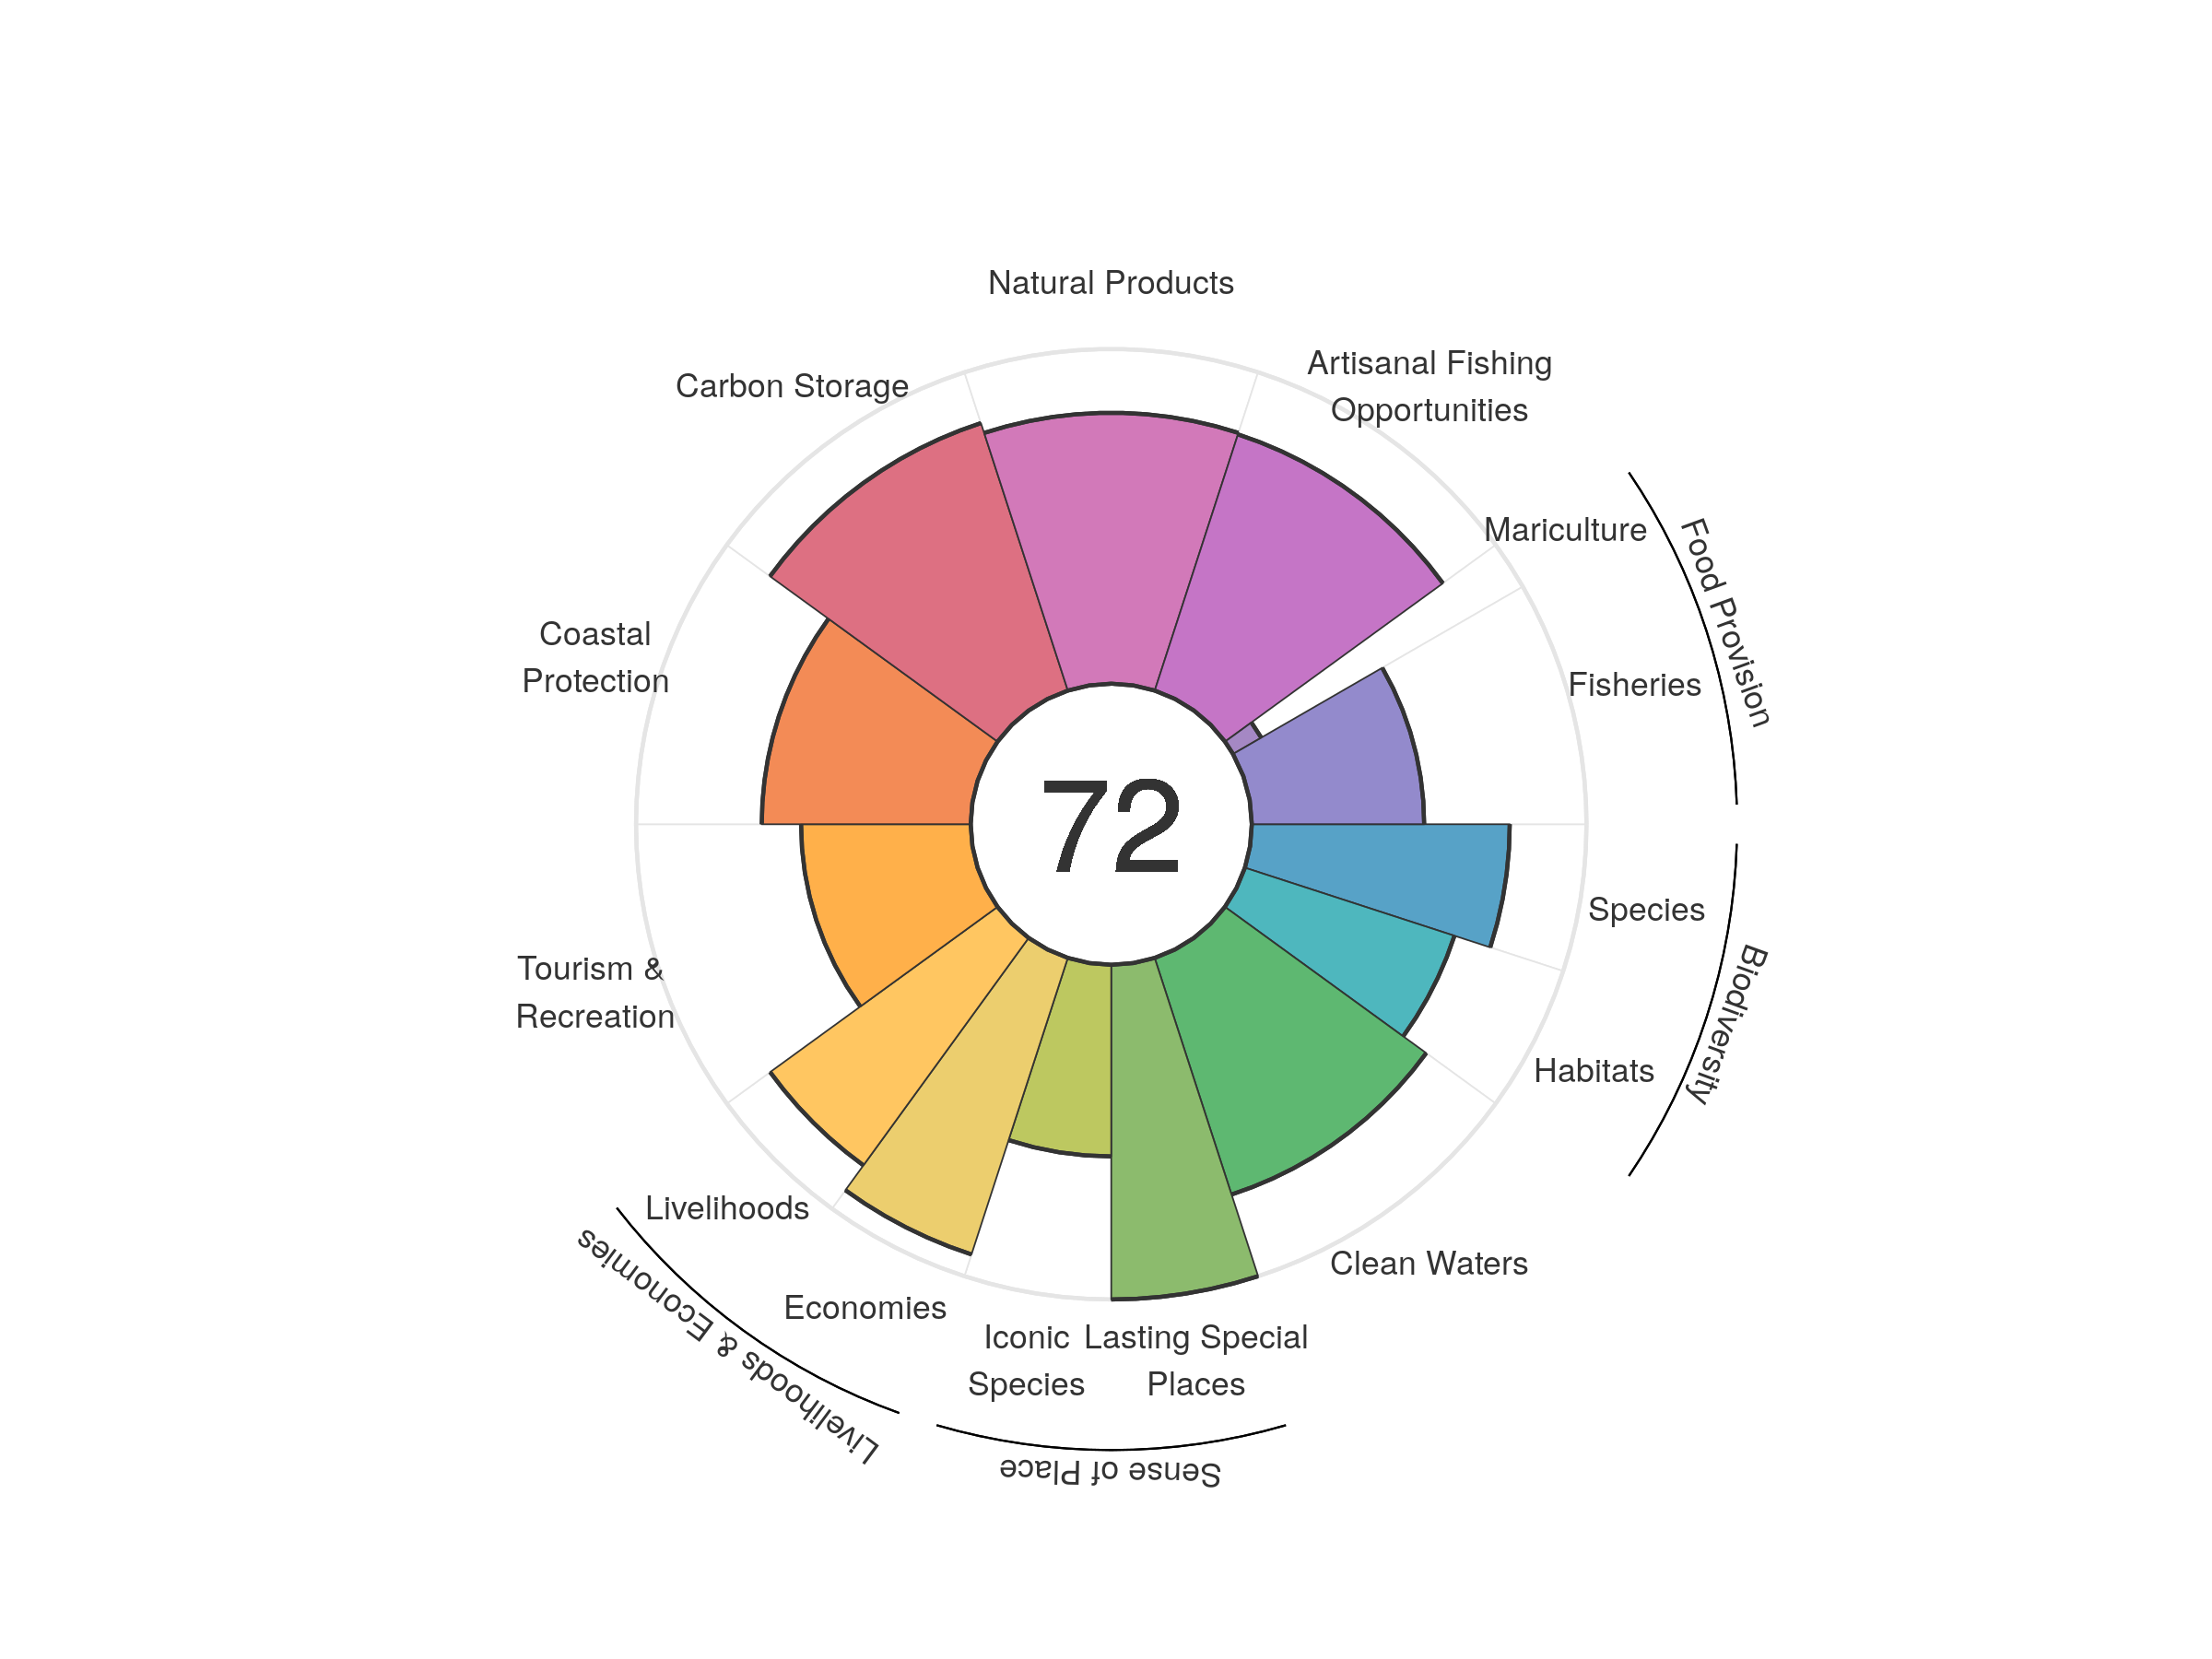 Natural Products
Artisanal Fishing
Opportunities
Carbon Storage
Mariculture
Food Provision
Coastal
Protection
Fisheries
72
Species
Biodiversity
Tourism &
Recreation
Habitats
Livelihoods
Clean Waters
Economies
Livelihoods & Economies
Iconic
Species
Lasting Special
Places
Sense of Place